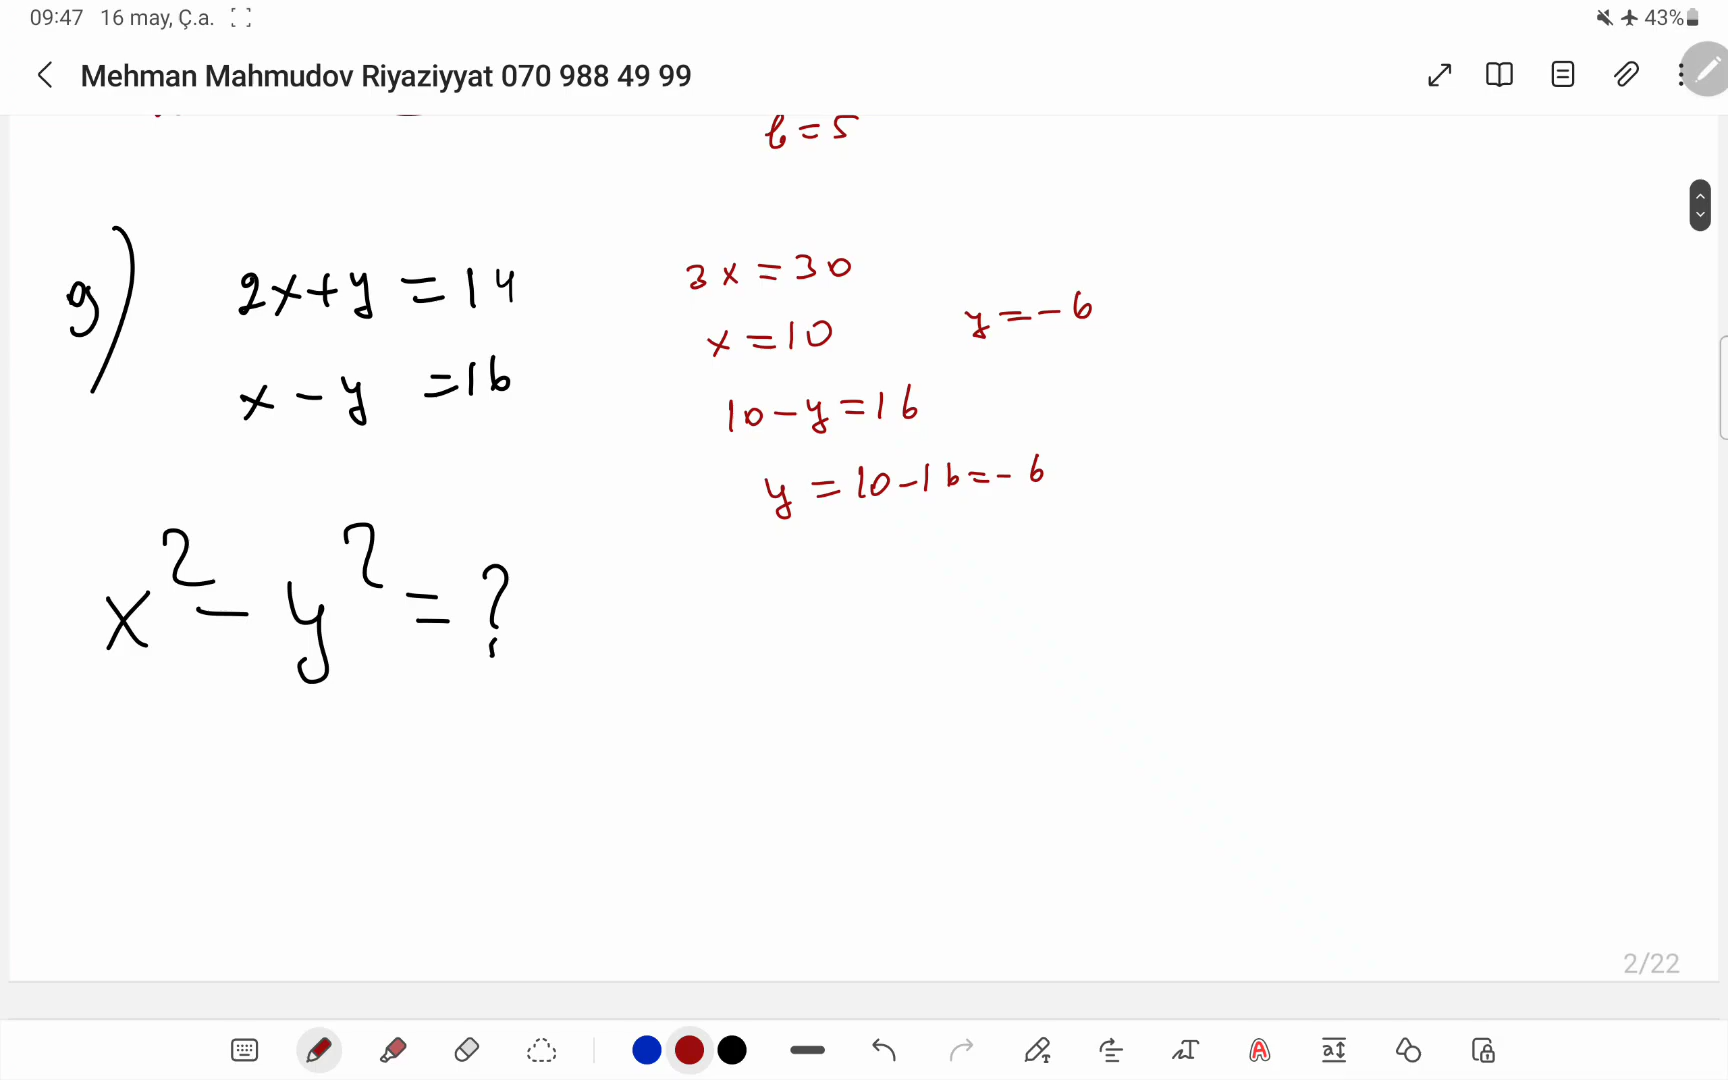 09:47 16 may, Ç.a.
43%
Mehman Mahmudov Riyaziyyat 070 988 49 99
b=5
9)
2x+y=14
x-y=16
3x=30
x=10
10-y=16
y=10-16=-6
y=-6
x²-y²=?
2/22